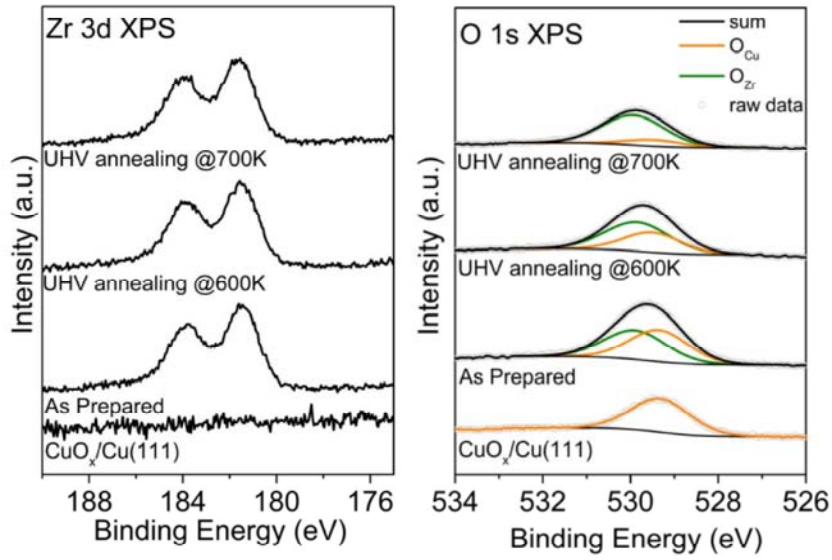 Zr 3d XPS
UHV annealing @700K
UHV annealing @600K
As Prepared
CuOₓ/Cu(111)
188 184 180 176
Binding Energy (eV)
Intensity (a.u.)
O 1s XPS
sum
O_Cu
O_Zr
raw data
UHV annealing @700K
UHV annealing @600K
As Prepared
CuOₓ/Cu(111)
534 532 530 528 526
Binding Energy (eV)
Intensity (a.u.)